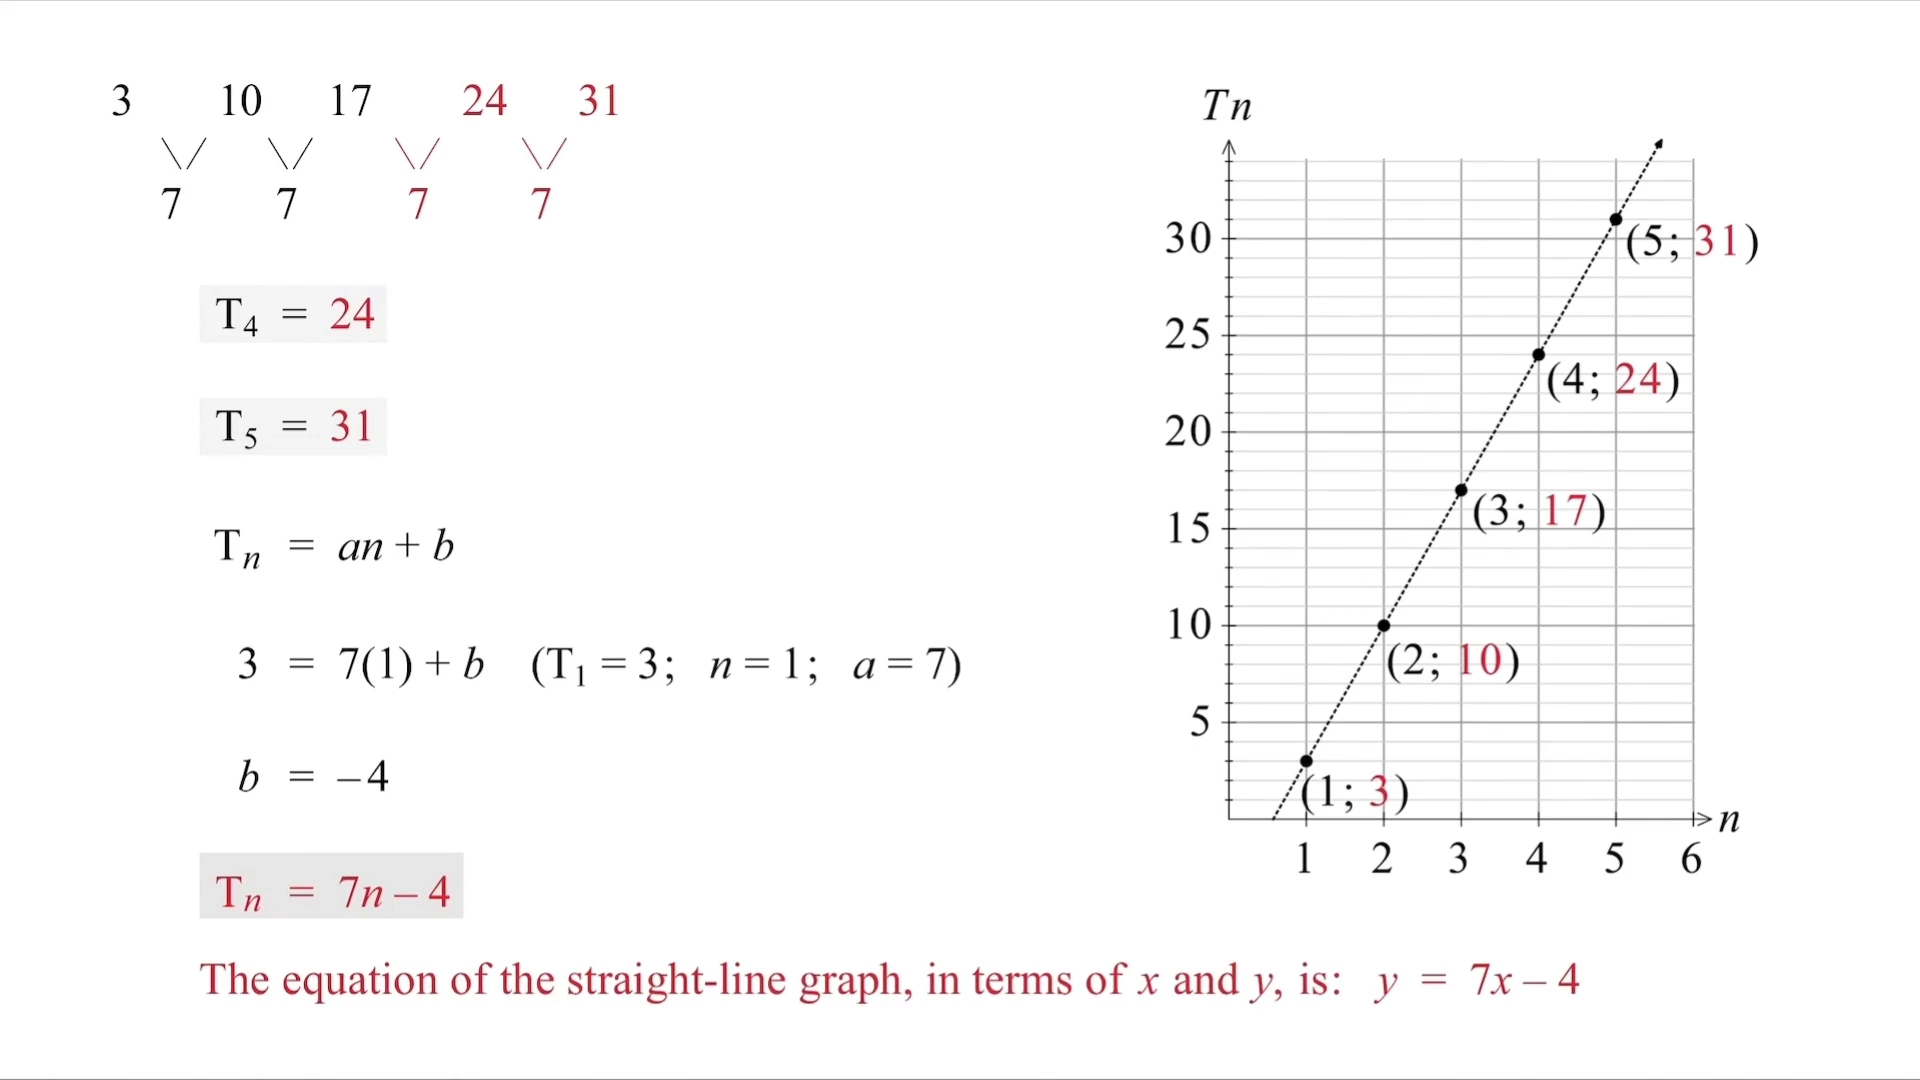 3 10 17 24 31
7 7 7 7
T₄ = 24
T₅ = 31
Tₙ = an + b
3 = 7(1) + b (T₁ = 3; n = 1; a = 7)
b = –4
Tₙ = 7n – 4
The equation of the straight-line graph, in terms of x and y, is: y = 7x – 4
Tn
30
25
20
15
10
5
(5; 31)
(4; 24)
(3; 17)
(2; 10)
(1; 3)
n
1 2 3 4 5 6